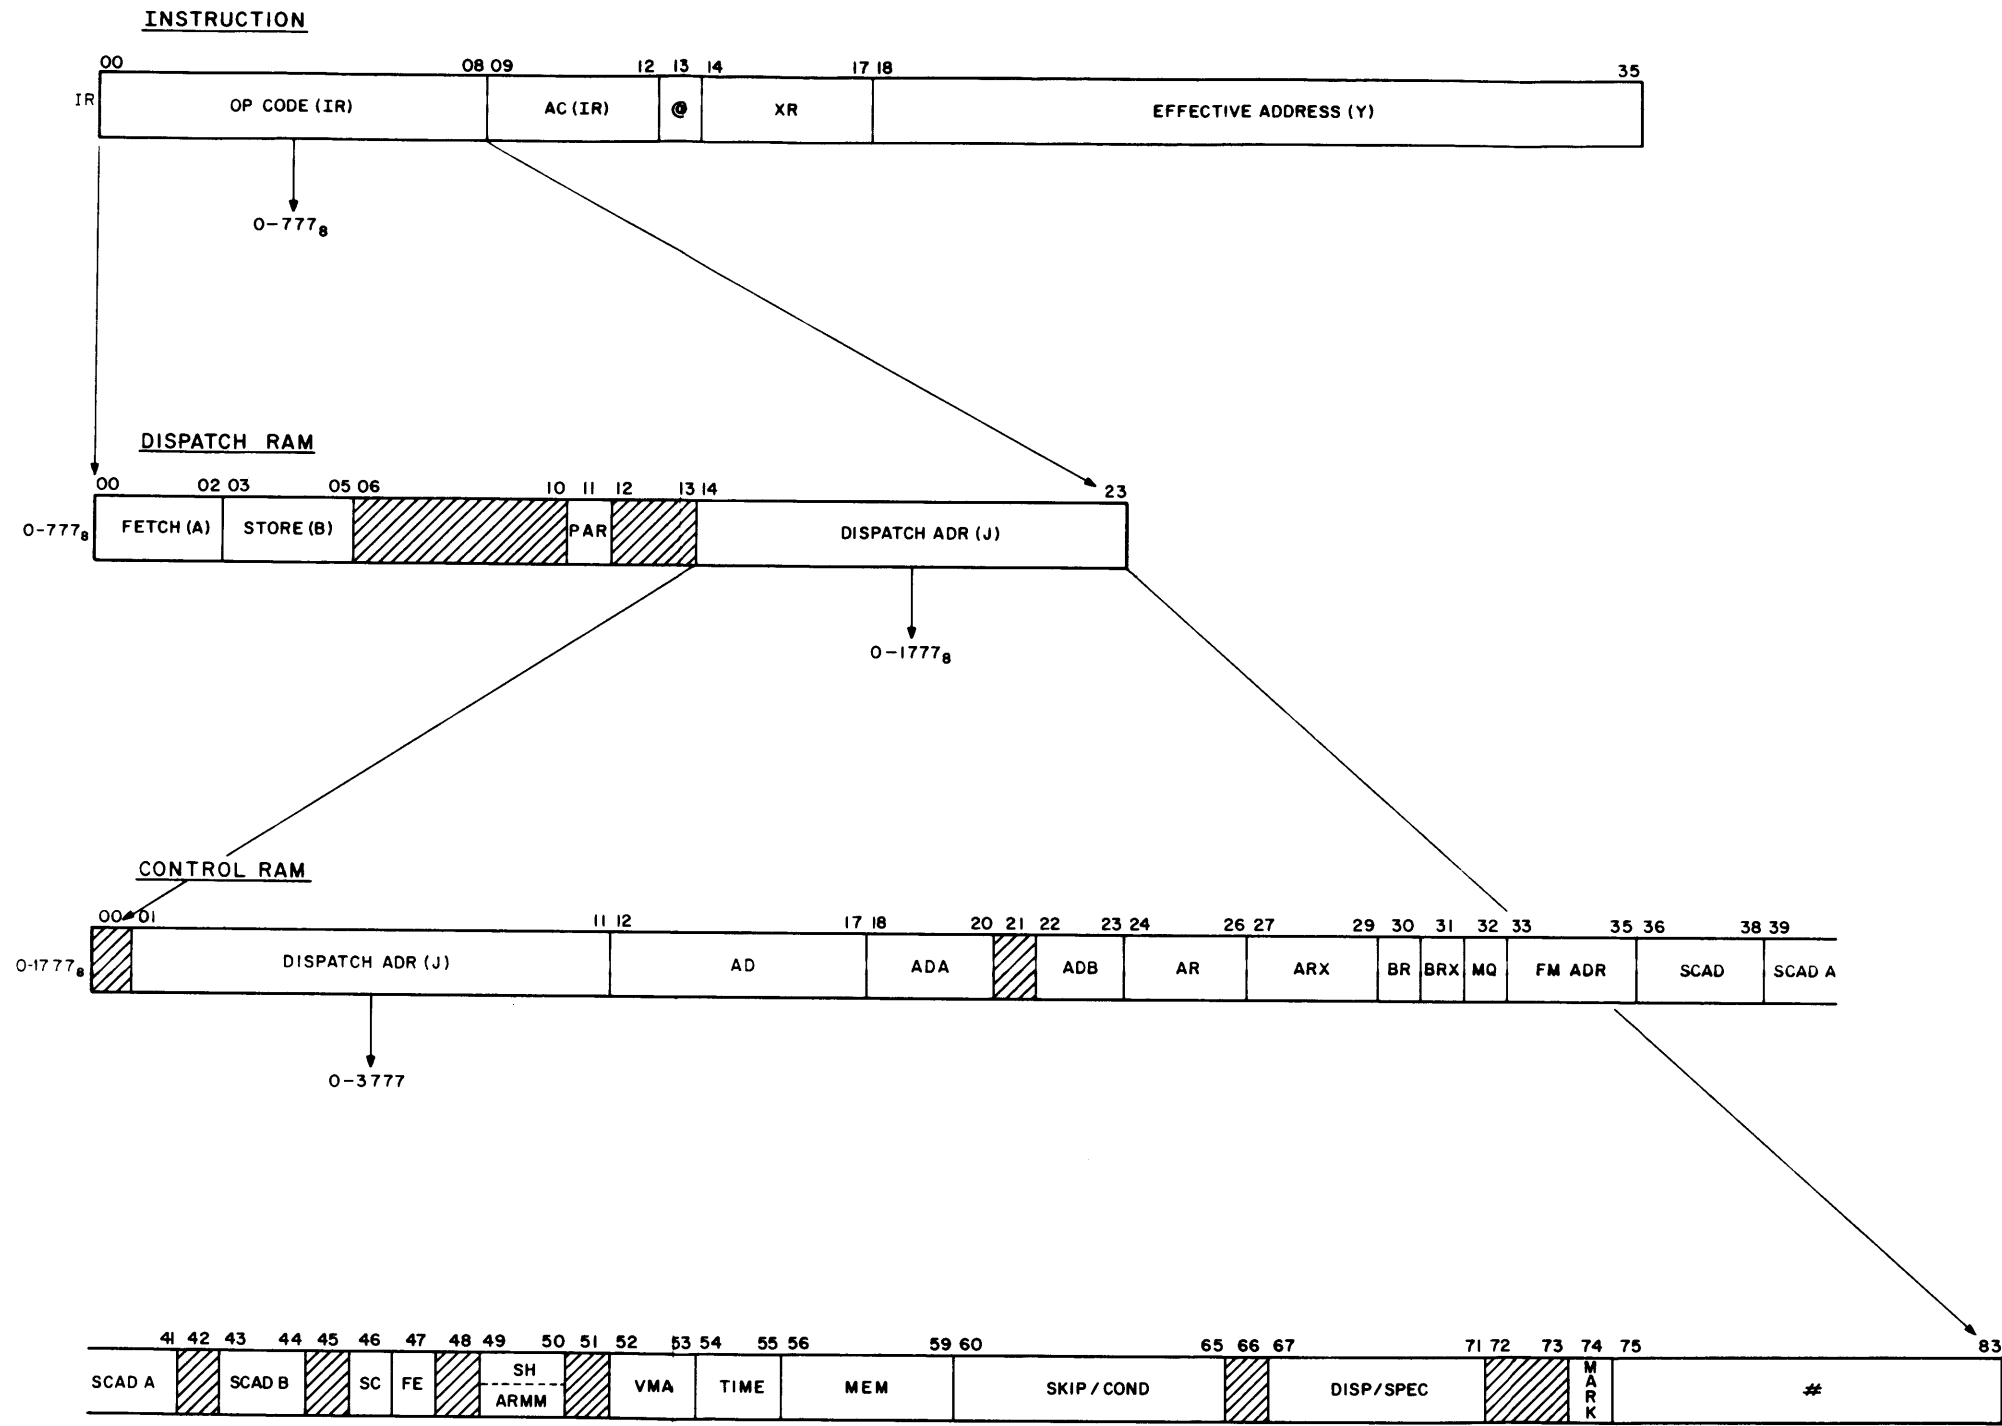 INSTRUCTION
00 08 09 12 13 14 17 18 35
IR OP CODE (IR) AC (IR) @ XR EFFECTIVE ADDRESS (Y)
0-777₈
DISPATCH RAM
00 02 03 05 06 10 11 12 13 14 23
0-777₈ FETCH (A) STORE (B) PAR DISPATCH ADR (J)
0-1777₈
CONTROL RAM
00 01 11 12 17 18 20 21 22 23 24 26 27 29 30 31 32 33 35 36 38 39
0-1777₈ DISPATCH ADR (J) AD ADA ADB AR ARX BR BRX MQ FM ADR SCAD SCAD A
0-3777
41 42 43 44 45 46 47 48 49 50 51 52 53 54 55 56 59 60 65 66 67 71 72 73 74 75 83
SCAD A SCAD B SC FE SH ARMM VMA TIME MEM SKIP/COND DISP/SPEC MARK #